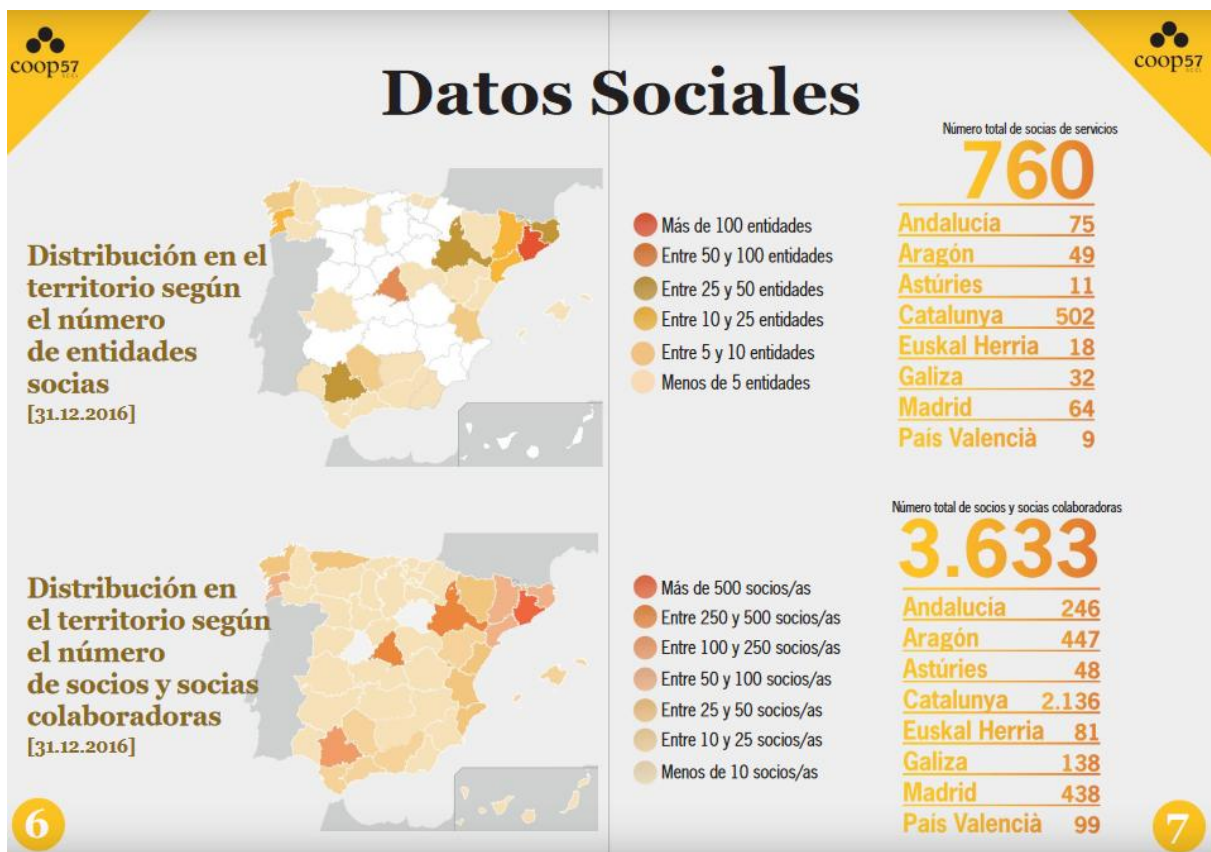 coop57
coop57
Datos Sociales
Distribución en el
territorio según
el número
de entidades
socias
[31.12.2016]
Más de 100 entidades
Entre 50 y 100 entidades
Entre 25 y 50 entidades
Entre 10 y 25 entidades
Entre 5 y 10 entidades
Menos de 5 entidades
Número total de socias de servicios
760
Andalucía 75
Aragón 49
Astúries 11
Catalunya 502
Euskal Herria 18
Galiza 32
Madrid 64
País Valencià 9
Distribución en
el territorio según
el número
de socios y socias
colaboradoras
[31.12.2016]
Más de 500 socios/as
Entre 250 y 500 socios/as
Entre 100 y 250 socios/as
Entre 50 y 100 socios/as
Entre 25 y 50 socios/as
Entre 10 y 25 socios/as
Menos de 10 socios/as
Número total de socios y socias colaboradoras
3.633
Andalucía 246
Aragón 447
Astúries 48
Catalunya 2.136
Euskal Herria 81
Galiza 138
Madrid 438
País Valencià 99
6
7